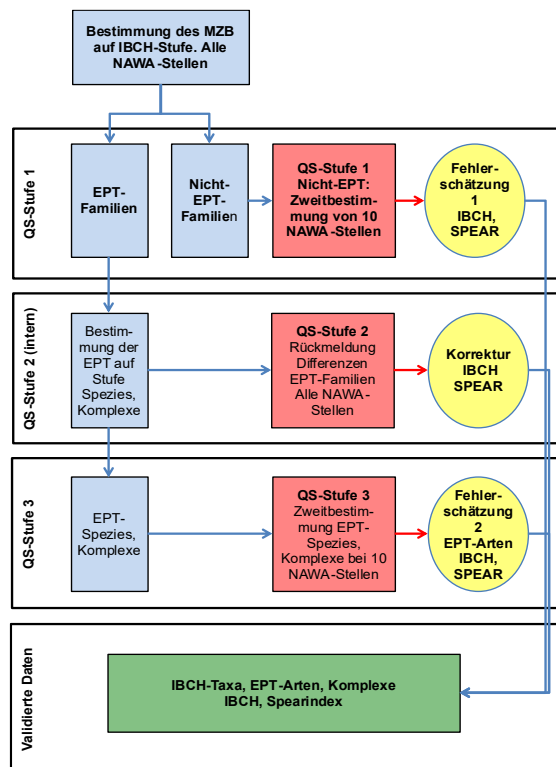 Bestimmung des MZB
auf IBCH-Stufe. Alle
NAWA-Stellen
QS-Stufe 1
EPT-
Familien
Nicht-
EPT-
Familien
QS-Stufe 1
Nicht-EPT:
Zweitbestim-
mung von 10
NAWA-Stellen
Fehler-
schätzung
1
IBCH,
SPEAR
QS-Stufe 2 (intern)
Bestimmung
der
EPT auf
Stufe
Spezies,
Komplexe
QS-Stufe 2
Rückmeldung
Differenzen
EPT-Familien
Alle NAWA-
Stellen
Korrektur
IBCH
SPEAR
QS-Stufe 3
EPT-
Spezies,
Komplexe
QS-Stufe 3
Zweitbestim-
mung EPT-
Spezies,
Komplexe bei 10
NAWA-Stellen
Fehler-
schätzung
2
EPT-Arten
IBCH,
SPEAR
Validierte Daten
IBCH-Taxa, EPT-Arten, Komplexe
IBCH, Spearindex